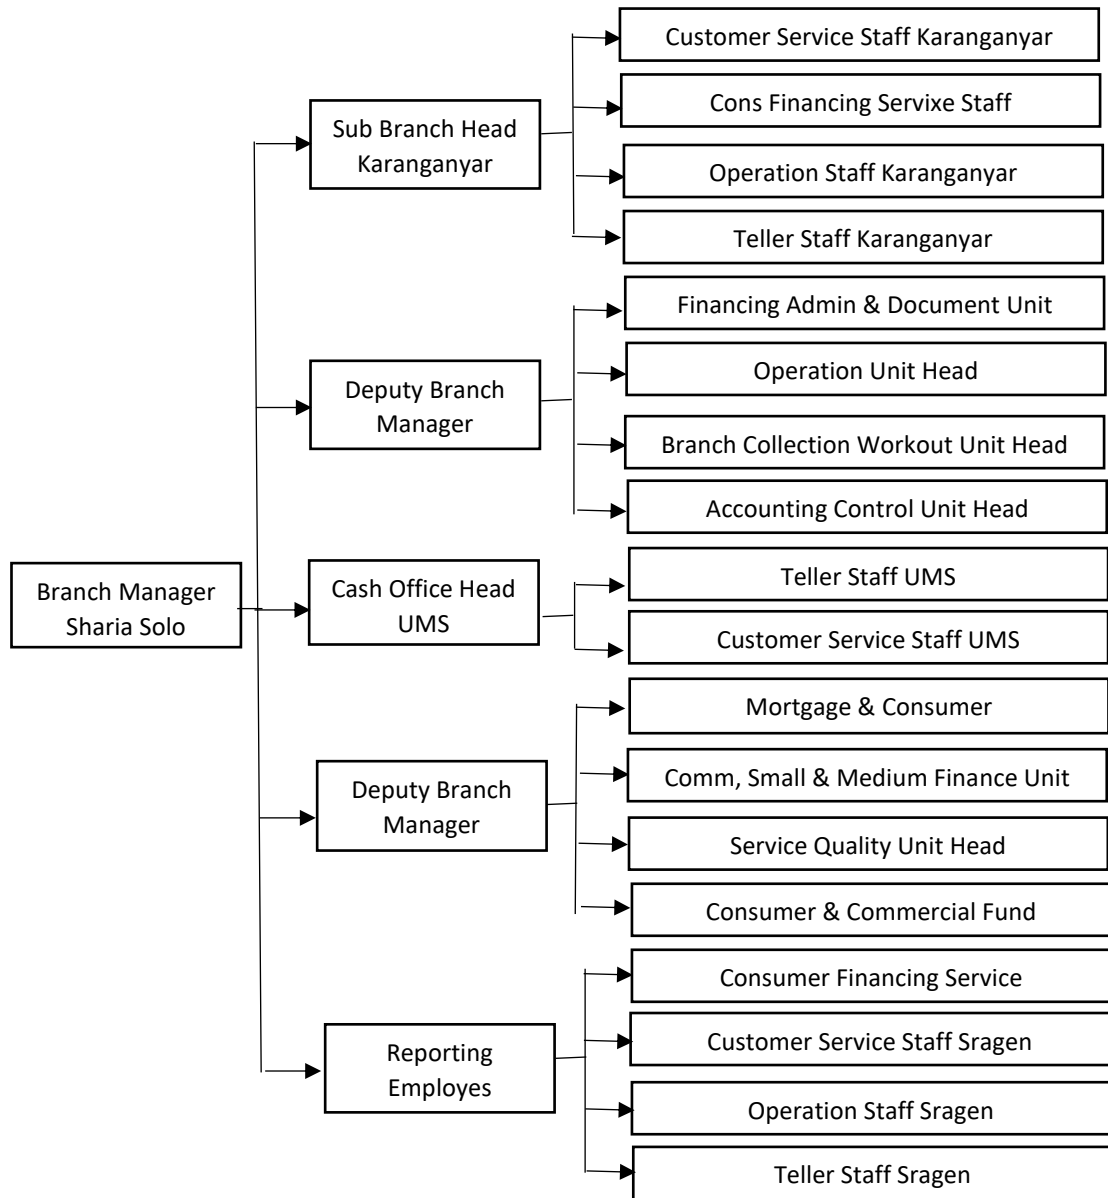 Branch Manager
Sharia Solo
Sub Branch Head
Karanganyar
Customer Service Staff Karanganyar
Cons Financing Servixe Staff
Operation Staff Karanganyar
Teller Staff Karanganyar
Deputy Branch
Manager
Financing Admin & Document Unit
Operation Unit Head
Branch Collection Workout Unit Head
Accounting Control Unit Head
Cash Office Head
UMS
Teller Staff UMS
Customer Service Staff UMS
Deputy Branch
Manager
Mortgage & Consumer
Comm, Small & Medium Finance Unit
Service Quality Unit Head
Consumer & Commercial Fund
Reporting
Employes
Consumer Financing Service
Customer Service Staff Sragen
Operation Staff Sragen
Teller Staff Sragen